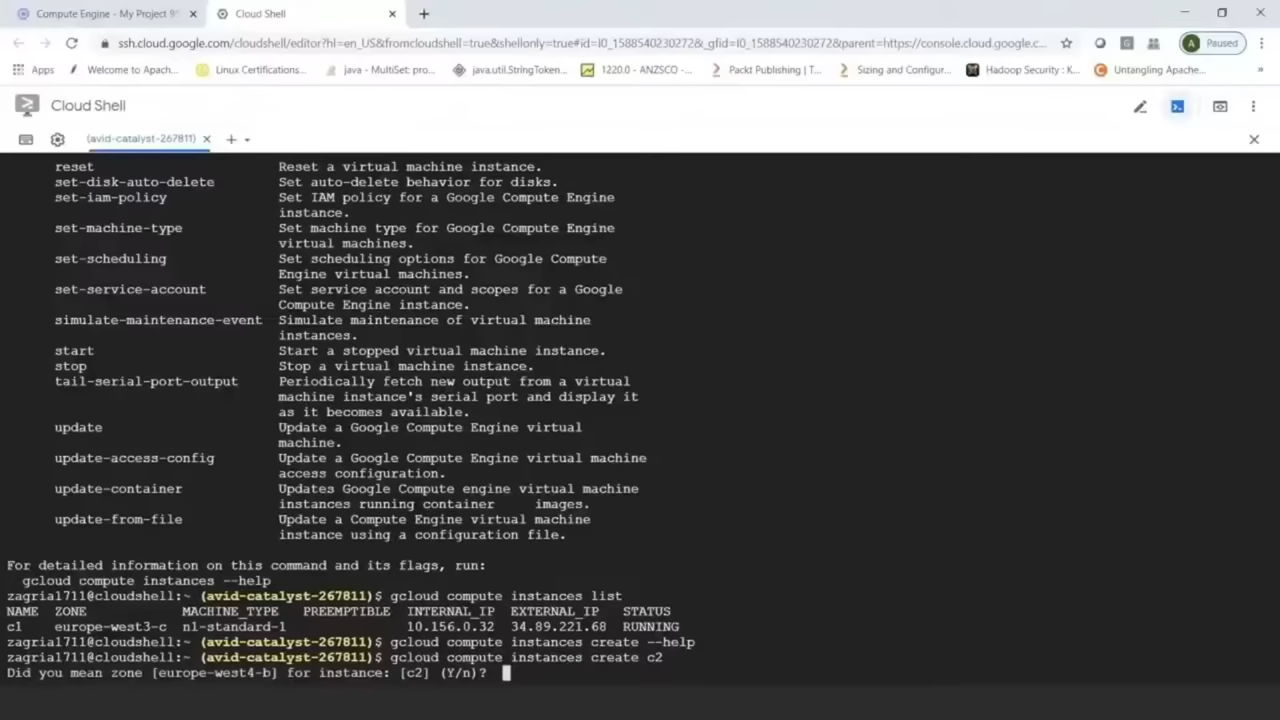 Compute Engine - My Project 9
Cloud Shell
ssh.cloud.google.com/cloudshell/editor?hl=en_US&fromcloudshell=true&shellonly=true#id=I0_1588540230272&_gfid=I0_1588540230272&parent=https://console.cloud.google.c...
A Paused
Apps Welcome to Apach... Linux Certifications... java - MultiSet: pro... java.util.StringToken... 1220.0 - ANZSCO -... Packt Publishing | T... Sizing and Configur... Hadoop Security : K... Untangling Apache...
Cloud Shell
(avid-catalyst-267811)
reset Reset a virtual machine instance.
set-disk-auto-delete Set auto-delete behavior for disks.
set-iam-policy Set IAM policy for a Google Compute Engine
instance.
set-machine-type Set machine type for Google Compute Engine
virtual machines.
set-scheduling Set scheduling options for Google Compute
Engine virtual machines.
set-service-account Set service account and scopes for a Google
Compute Engine instance.
simulate-maintenance-event Simulate maintenance of virtual machine
instances.
start Start a stopped virtual machine instance.
stop Stop a virtual machine instance.
tail-serial-port-output Periodically fetch new output from a virtual
machine instance's serial port and display it
as it becomes available.
update Update a Google Compute Engine virtual
machine.
update-access-config Update a Google Compute Engine virtual machine
access configuration.
update-container Updates Google Compute engine virtual machine
instances running container images.
update-from-file Update a Compute Engine virtual machine
instance using a configuration file.
For detailed information on this command and its flags, run:
gcloud compute instances --help
zagria1711@cloudshell:~ (avid-catalyst-267811)$ gcloud compute instances list
NAME ZONE MACHINE_TYPE PREEMPTIBLE INTERNAL_IP EXTERNAL_IP STATUS
c1 europe-west3-c n1-standard-1 10.156.0.32 34.89.221.68 RUNNING
zagria1711@cloudshell:~ (avid-catalyst-267811)$ gcloud compute instances create --help
zagria1711@cloudshell:~ (avid-catalyst-267811)$ gcloud compute instances create c2
Did you mean zone [europe-west4-b] for instance: [c2] (Y/n)?